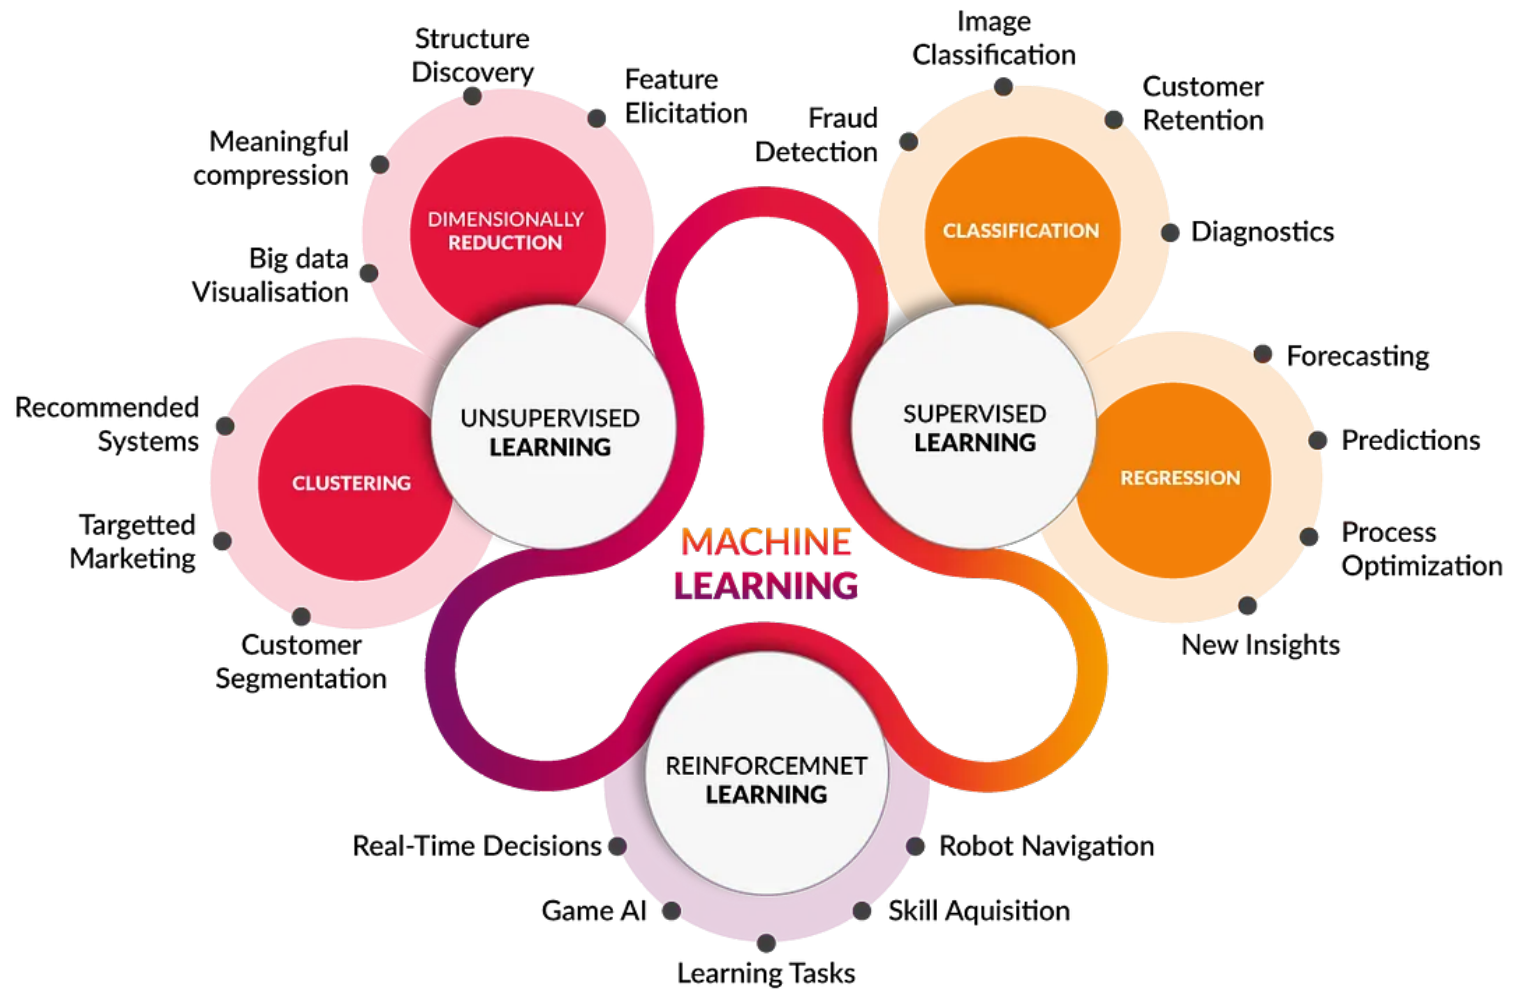 Structure
Discovery
Feature
Elicitation
Meaningful
compression
Big data
Visualisation
DIMENSIONALLY
REDUCTION
Recommended
Systems
Targetted
Marketing
Customer
Segmentation
CLUSTERING
UNSUPERVISED
LEARNING
Image
Classification
Customer
Retention
Fraud
Detection
Diagnostics
CLASSIFICATION
SUPERVISED
LEARNING
Forecasting
Predictions
Process
Optimization
New Insights
REGRESSION
MACHINE
LEARNING
REINFORCEMNET
LEARNING
Real-Time Decisions
Game AI
Learning Tasks
Skill Aquisition
Robot Navigation